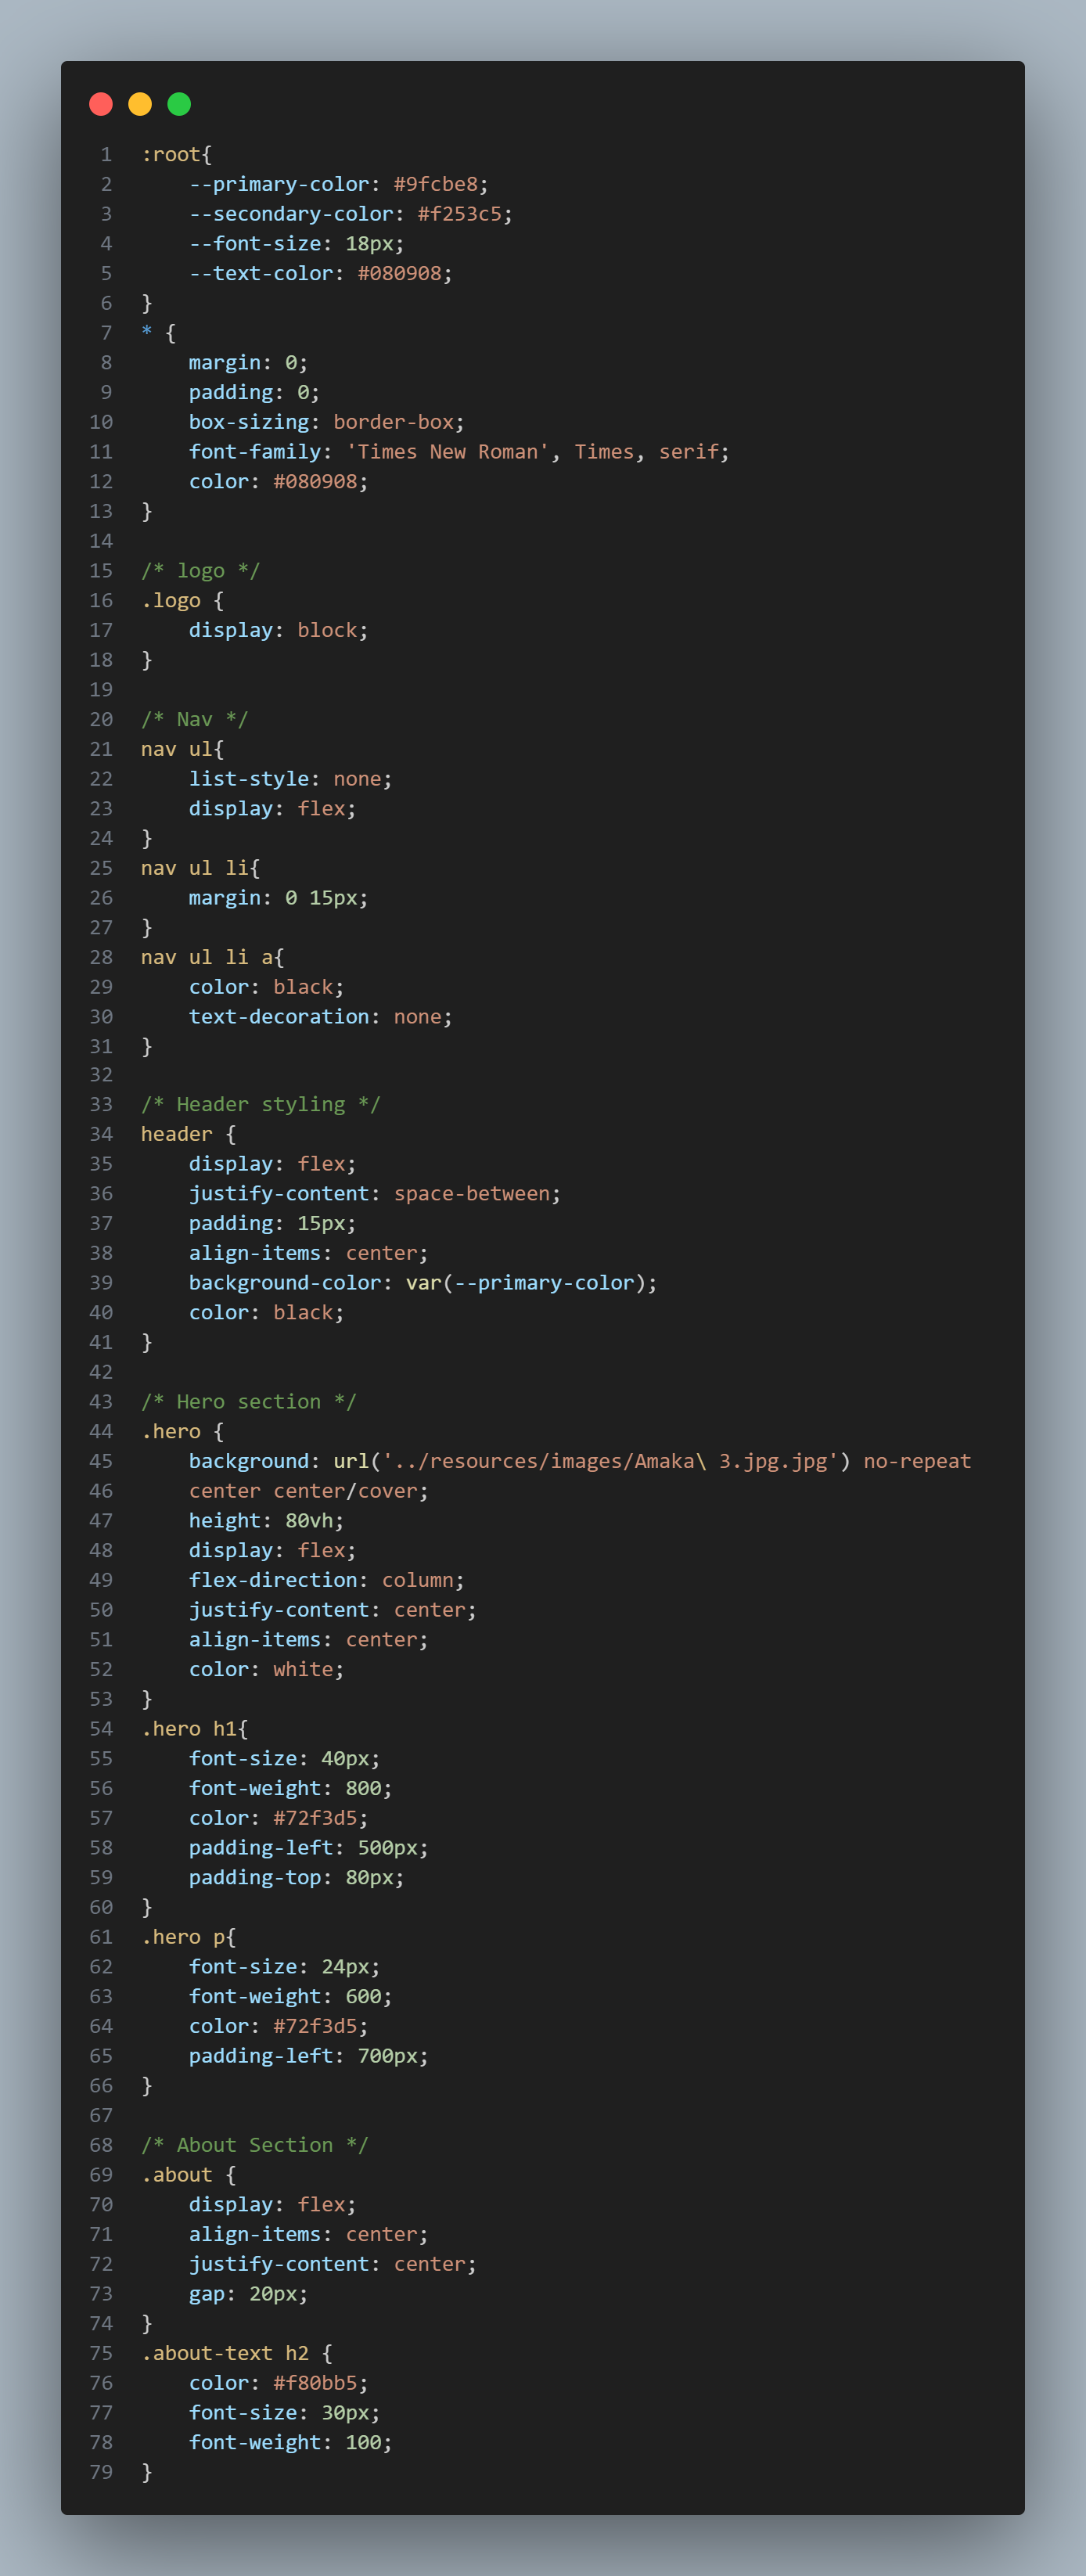 1 :root{
2     --primary-color: #9fcbe8;
3     --secondary-color: #f253c5;
4     --font-size: 18px;
5     --text-color: #080908;
6 }
7 * {
8     margin: 0;
9     padding: 0;
10     box-sizing: border-box;
11     font-family: 'Times New Roman', Times, serif;
12     color: #080908;
13 }
14
15 /* logo */
16 .logo {
17     display: block;
18 }
19
20 /* Nav */
21 nav ul{
22     list-style: none;
23     display: flex;
24 }
25 nav ul li{
26     margin: 0 15px;
27 }
28 nav ul li a{
29     color: black;
30     text-decoration: none;
31 }
32
33 /* Header styling */
34 header {
35     display: flex;
36     justify-content: space-between;
37     padding: 15px;
38     align-items: center;
39     background-color: var(--primary-color);
40     color: black;
41 }
42
43 /* Hero section */
44 .hero {
45     background: url('../resources/images/Amaka\ 3.jpg.jpg') no-repeat
46     center center/cover;
47     height: 80vh;
48     display: flex;
49     flex-direction: column;
50     justify-content: center;
51     align-items: center;
52     color: white;
53 }
54 .hero h1{
55     font-size: 40px;
56     font-weight: 800;
57     color: #72f3d5;
58     padding-left: 500px;
59     padding-top: 80px;
60 }
61 .hero p{
62     font-size: 24px;
63     font-weight: 600;
64     color: #72f3d5;
65     padding-left: 700px;
66 }
67
68 /* About Section */
69 .about {
70     display: flex;
71     align-items: center;
72     justify-content: center;
73     gap: 20px;
74 }
75 .about-text h2 {
76     color: #f80bb5;
77     font-size: 30px;
78     font-weight: 100;
79 }